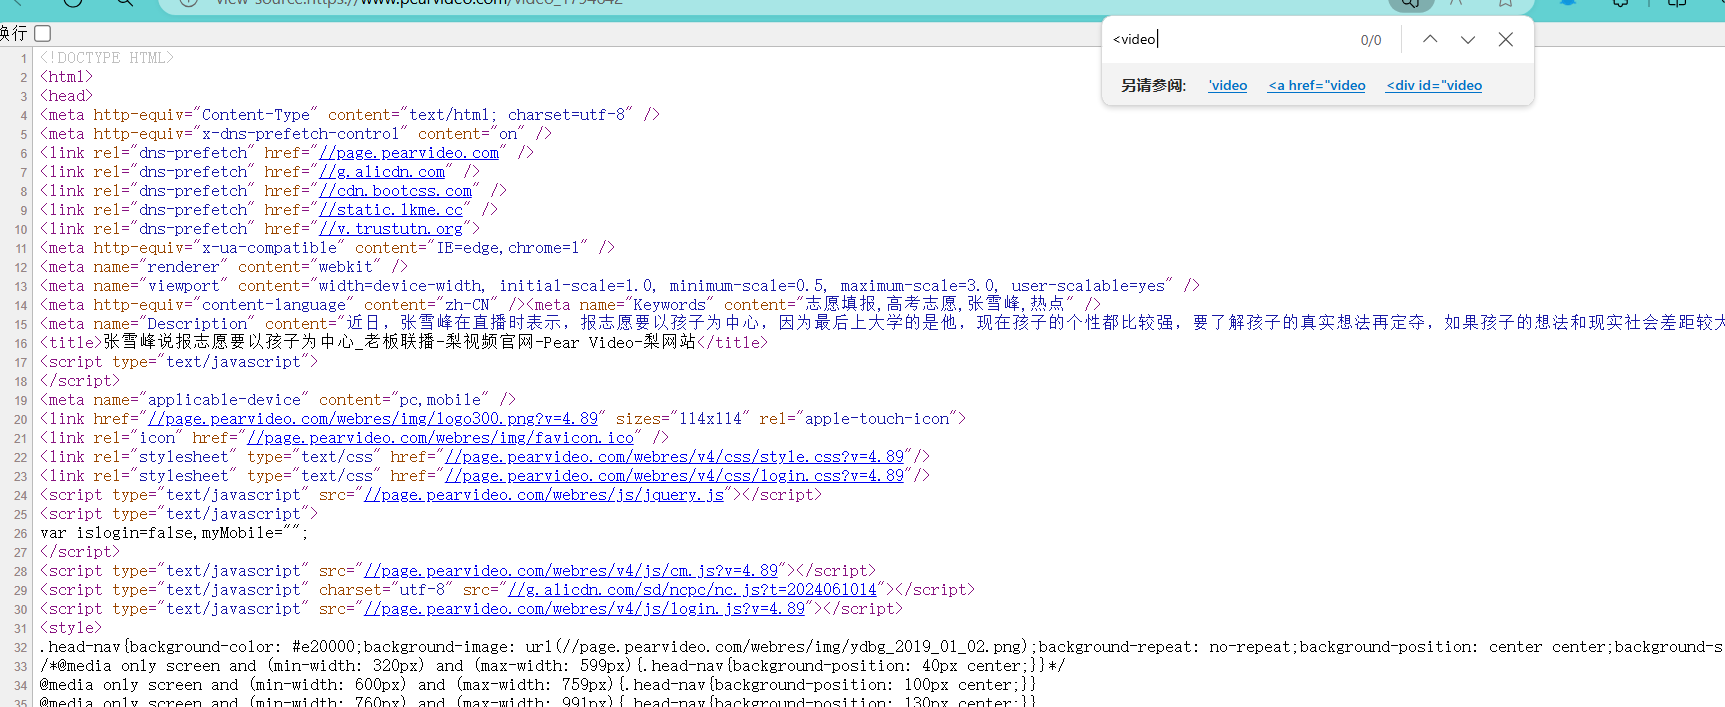 view-source:https://www.pearvideo.com/video_1794642
换行
<video
0/0
另请参阅: 'video <a href="video <div id="video
1 <!DOCTYPE HTML>
2 <html>
3 <head>
4 <meta http-equiv="Content-Type" content="text/html; charset=utf-8" />
5 <meta http-equiv="x-dns-prefetch-control" content="on" />
6 <link rel="dns-prefetch" href="//page.pearvideo.com" />
7 <link rel="dns-prefetch" href="//g.alicdn.com" />
8 <link rel="dns-prefetch" href="//cdn.bootcss.com" />
9 <link rel="dns-prefetch" href="//static.lkme.cc" />
10 <link rel="dns-prefetch" href="//v.trustutn.org">
11 <meta http-equiv="x-ua-compatible" content="IE=edge,chrome=1" />
12 <meta name="renderer" content="webkit" />
13 <meta name="viewport" content="width=device-width, initial-scale=1.0, minimum-scale=0.5, maximum-scale=3.0, user-scalable=yes" />
14 <meta http-equiv="content-language" content="zh-CN" /><meta name="Keywords" content="志愿填报,高考志愿,张雪峰,热点" />
15 <meta name="Description" content="近日，张雪峰在直播时表示，报志愿要以孩子为中心，因为最后上大学的是他，现在孩子的个性都比较强，要了解孩子的真实想法再定夺，如果孩子的想法和现实社会差距较大
16 <title>张雪峰说报志愿要以孩子为中心_老板联播-梨视频官网-Pear Video-梨网站</title>
17 <script type="text/javascript">
18 </script>
19 <meta name="applicable-device" content="pc,mobile" />
20 <link href="//page.pearvideo.com/webres/img/logo300.png?v=4.89" sizes="114x114" rel="apple-touch-icon">
21 <link rel="icon" href="//page.pearvideo.com/webres/img/favicon.ico" />
22 <link rel="stylesheet" type="text/css" href="//page.pearvideo.com/webres/v4/css/style.css?v=4.89"/>
23 <link rel="stylesheet" type="text/css" href="//page.pearvideo.com/webres/v4/css/login.css?v=4.89"/>
24 <script type="text/javascript" src="//page.pearvideo.com/webres/js/jquery.js"></script>
25 <script type="text/javascript">
26 var islogin=false,myMobile="";
27 </script>
28 <script type="text/javascript" src="//page.pearvideo.com/webres/v4/js/cm.js?v=4.89"></script>
29 <script type="text/javascript" charset="utf-8" src="//g.alicdn.com/sd/ncpc/nc.js?t=2024061014"></script>
30 <script type="text/javascript" src="//page.pearvideo.com/webres/v4/js/login.js?v=4.89"></script>
31 <style>
32 .head-nav{background-color: #e20000;background-image: url(//page.pearvideo.com/webres/img/ydbg_2019_01_02.png);background-repeat: no-repeat;background-position: center center;background-s
33 /*@media only screen and (min-width: 320px) and (max-width: 599px){.head-nav{background-position: 40px center;}}*/
34 @media only screen and (min-width: 600px) and (max-width: 759px){.head-nav{background-position: 100px center;}}
35 @media only screen and (min-width: 760px) and (max-width: 991px){.head-nav{background-position: 130px center;}}